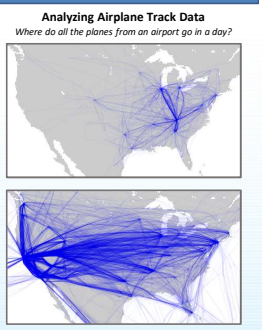 Analyzing Airplane Track Data
Where do all the planes from an airport go in a day?